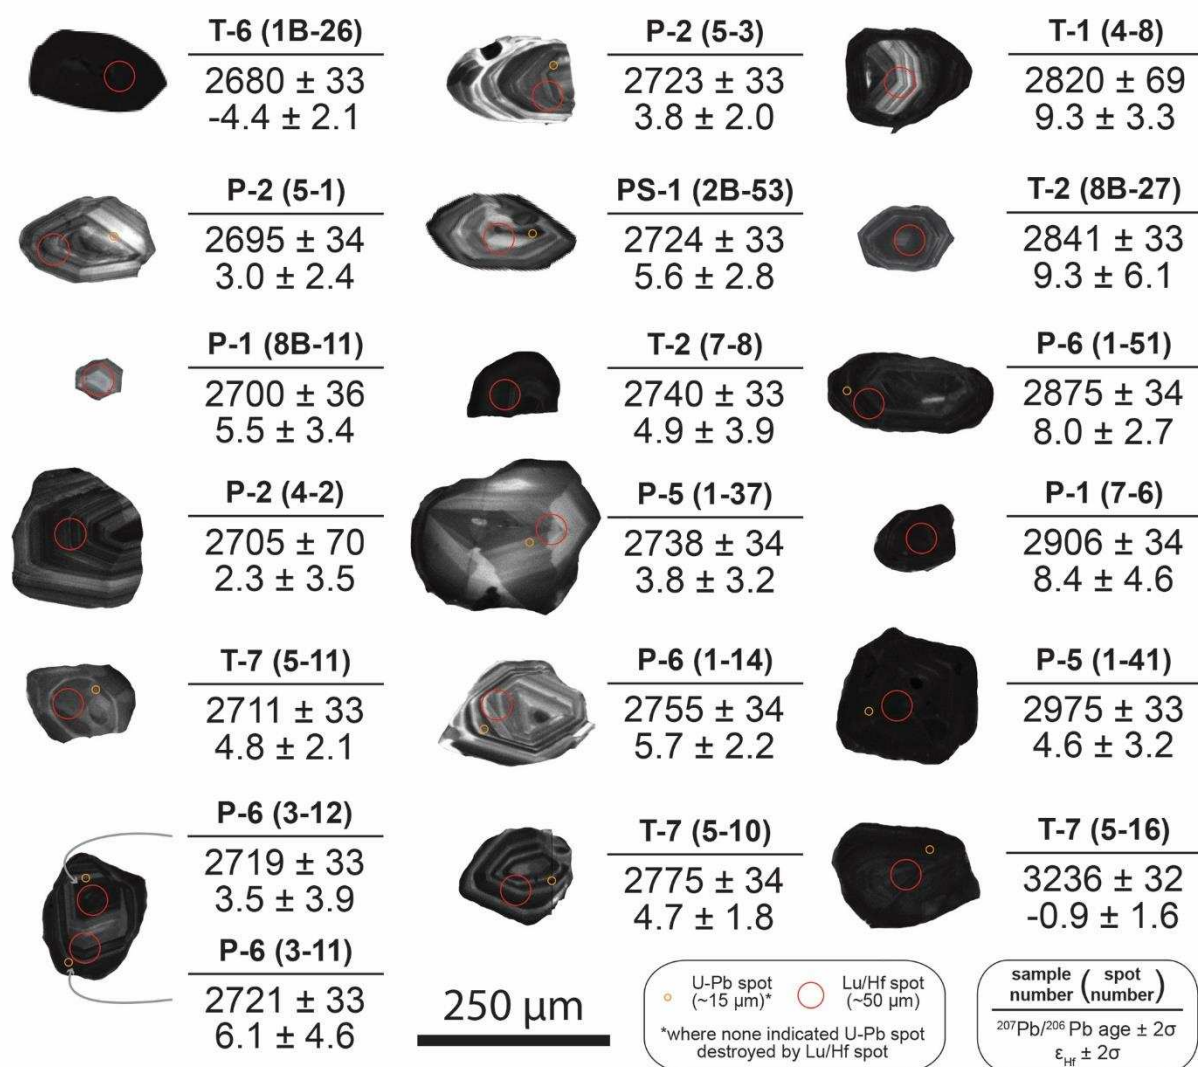 T-6 (1B-26)
2680 ± 33
-4.4 ± 2.1
P-2 (5-1)
2695 ± 34
3.0 ± 2.4
P-1 (8B-11)
2700 ± 36
5.5 ± 3.4
P-2 (4-2)
2705 ± 70
2.3 ± 3.5
T-7 (5-11)
2711 ± 33
4.8 ± 2.1
P-6 (3-12)
2719 ± 33
3.5 ± 3.9
P-6 (3-11)
2721 ± 33
6.1 ± 4.6
P-2 (5-3)
2723 ± 33
3.8 ± 2.0
PS-1 (2B-53)
2724 ± 33
5.6 ± 2.8
T-2 (7-8)
2740 ± 33
4.9 ± 3.9
P-5 (1-37)
2738 ± 34
3.8 ± 3.2
P-6 (1-14)
2755 ± 34
5.7 ± 2.2
T-7 (5-10)
2775 ± 34
4.7 ± 1.8
T-1 (4-8)
2820 ± 69
9.3 ± 3.3
T-2 (8B-27)
2841 ± 33
9.3 ± 6.1
P-6 (1-51)
2875 ± 34
8.0 ± 2.7
P-1 (7-6)
2906 ± 34
8.4 ± 4.6
P-5 (1-41)
2975 ± 33
4.6 ± 3.2
T-7 (5-16)
3236 ± 32
-0.9 ± 1.6
250 µm
U-Pb spot
(~15 µm)*
Lu/Hf spot
(~50 µm)
*where none indicated U-Pb spot
destroyed by Lu/Hf spot
sample (spot
number number)
²⁰⁷Pb/²⁰⁶Pb age ± 2σ
εHf ± 2σ